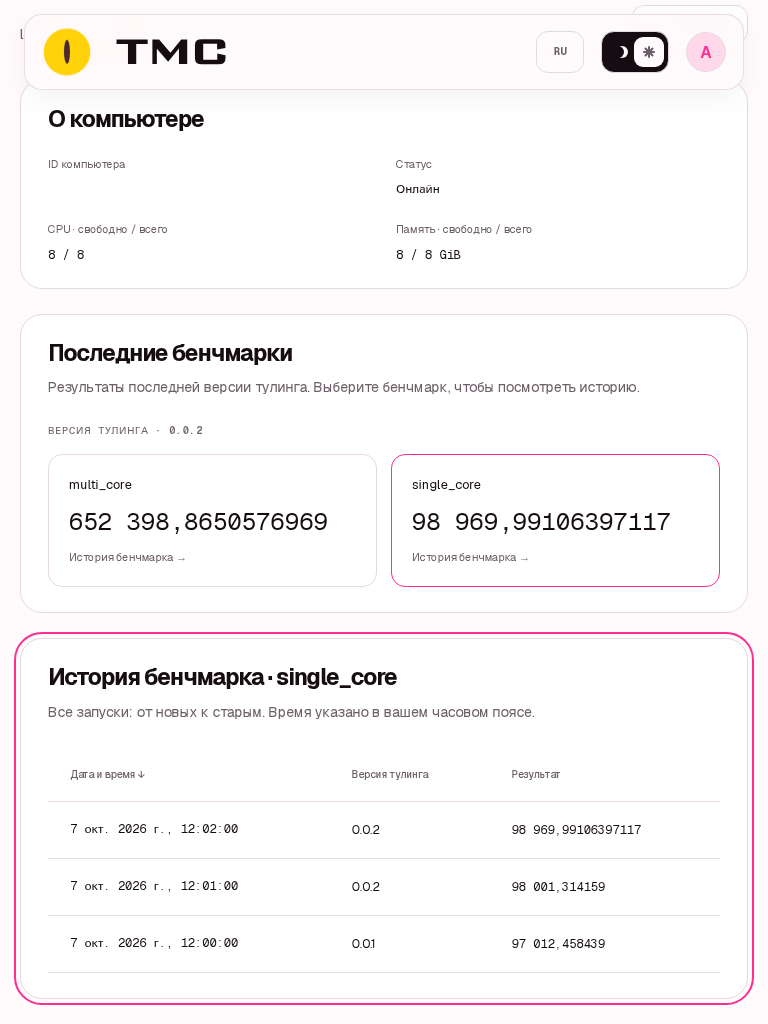 TMC
RU
A
О компьютере
ID компьютера
Статус
Онлайн
CPU · свободно / всего
Память · свободно / всего
8 / 8
8 / 8 GiB
Последние бенчмарки
Результаты последней версии тулинга. Выберите бенчмарк, чтобы посмотреть историю.
ВЕРСИЯ ТУЛИНГА · 0.0.2
multi_core
single_core
652 398,8650576969
98 969,99106397117
История бенчмарка →
История бенчмарка →
История бенчмарка · single_core
Все запуски: от новых к старым. Время указано в вашем часовом поясе.
Дата и время ↓
Версия тулинга
Результат
7 окт. 2026 г., 12:02:00
0.0.2
98 969,99106397117
7 окт. 2026 г., 12:01:00
0.0.2
98 001,314159
7 окт. 2026 г., 12:00:00
0.0.1
97 012,458439